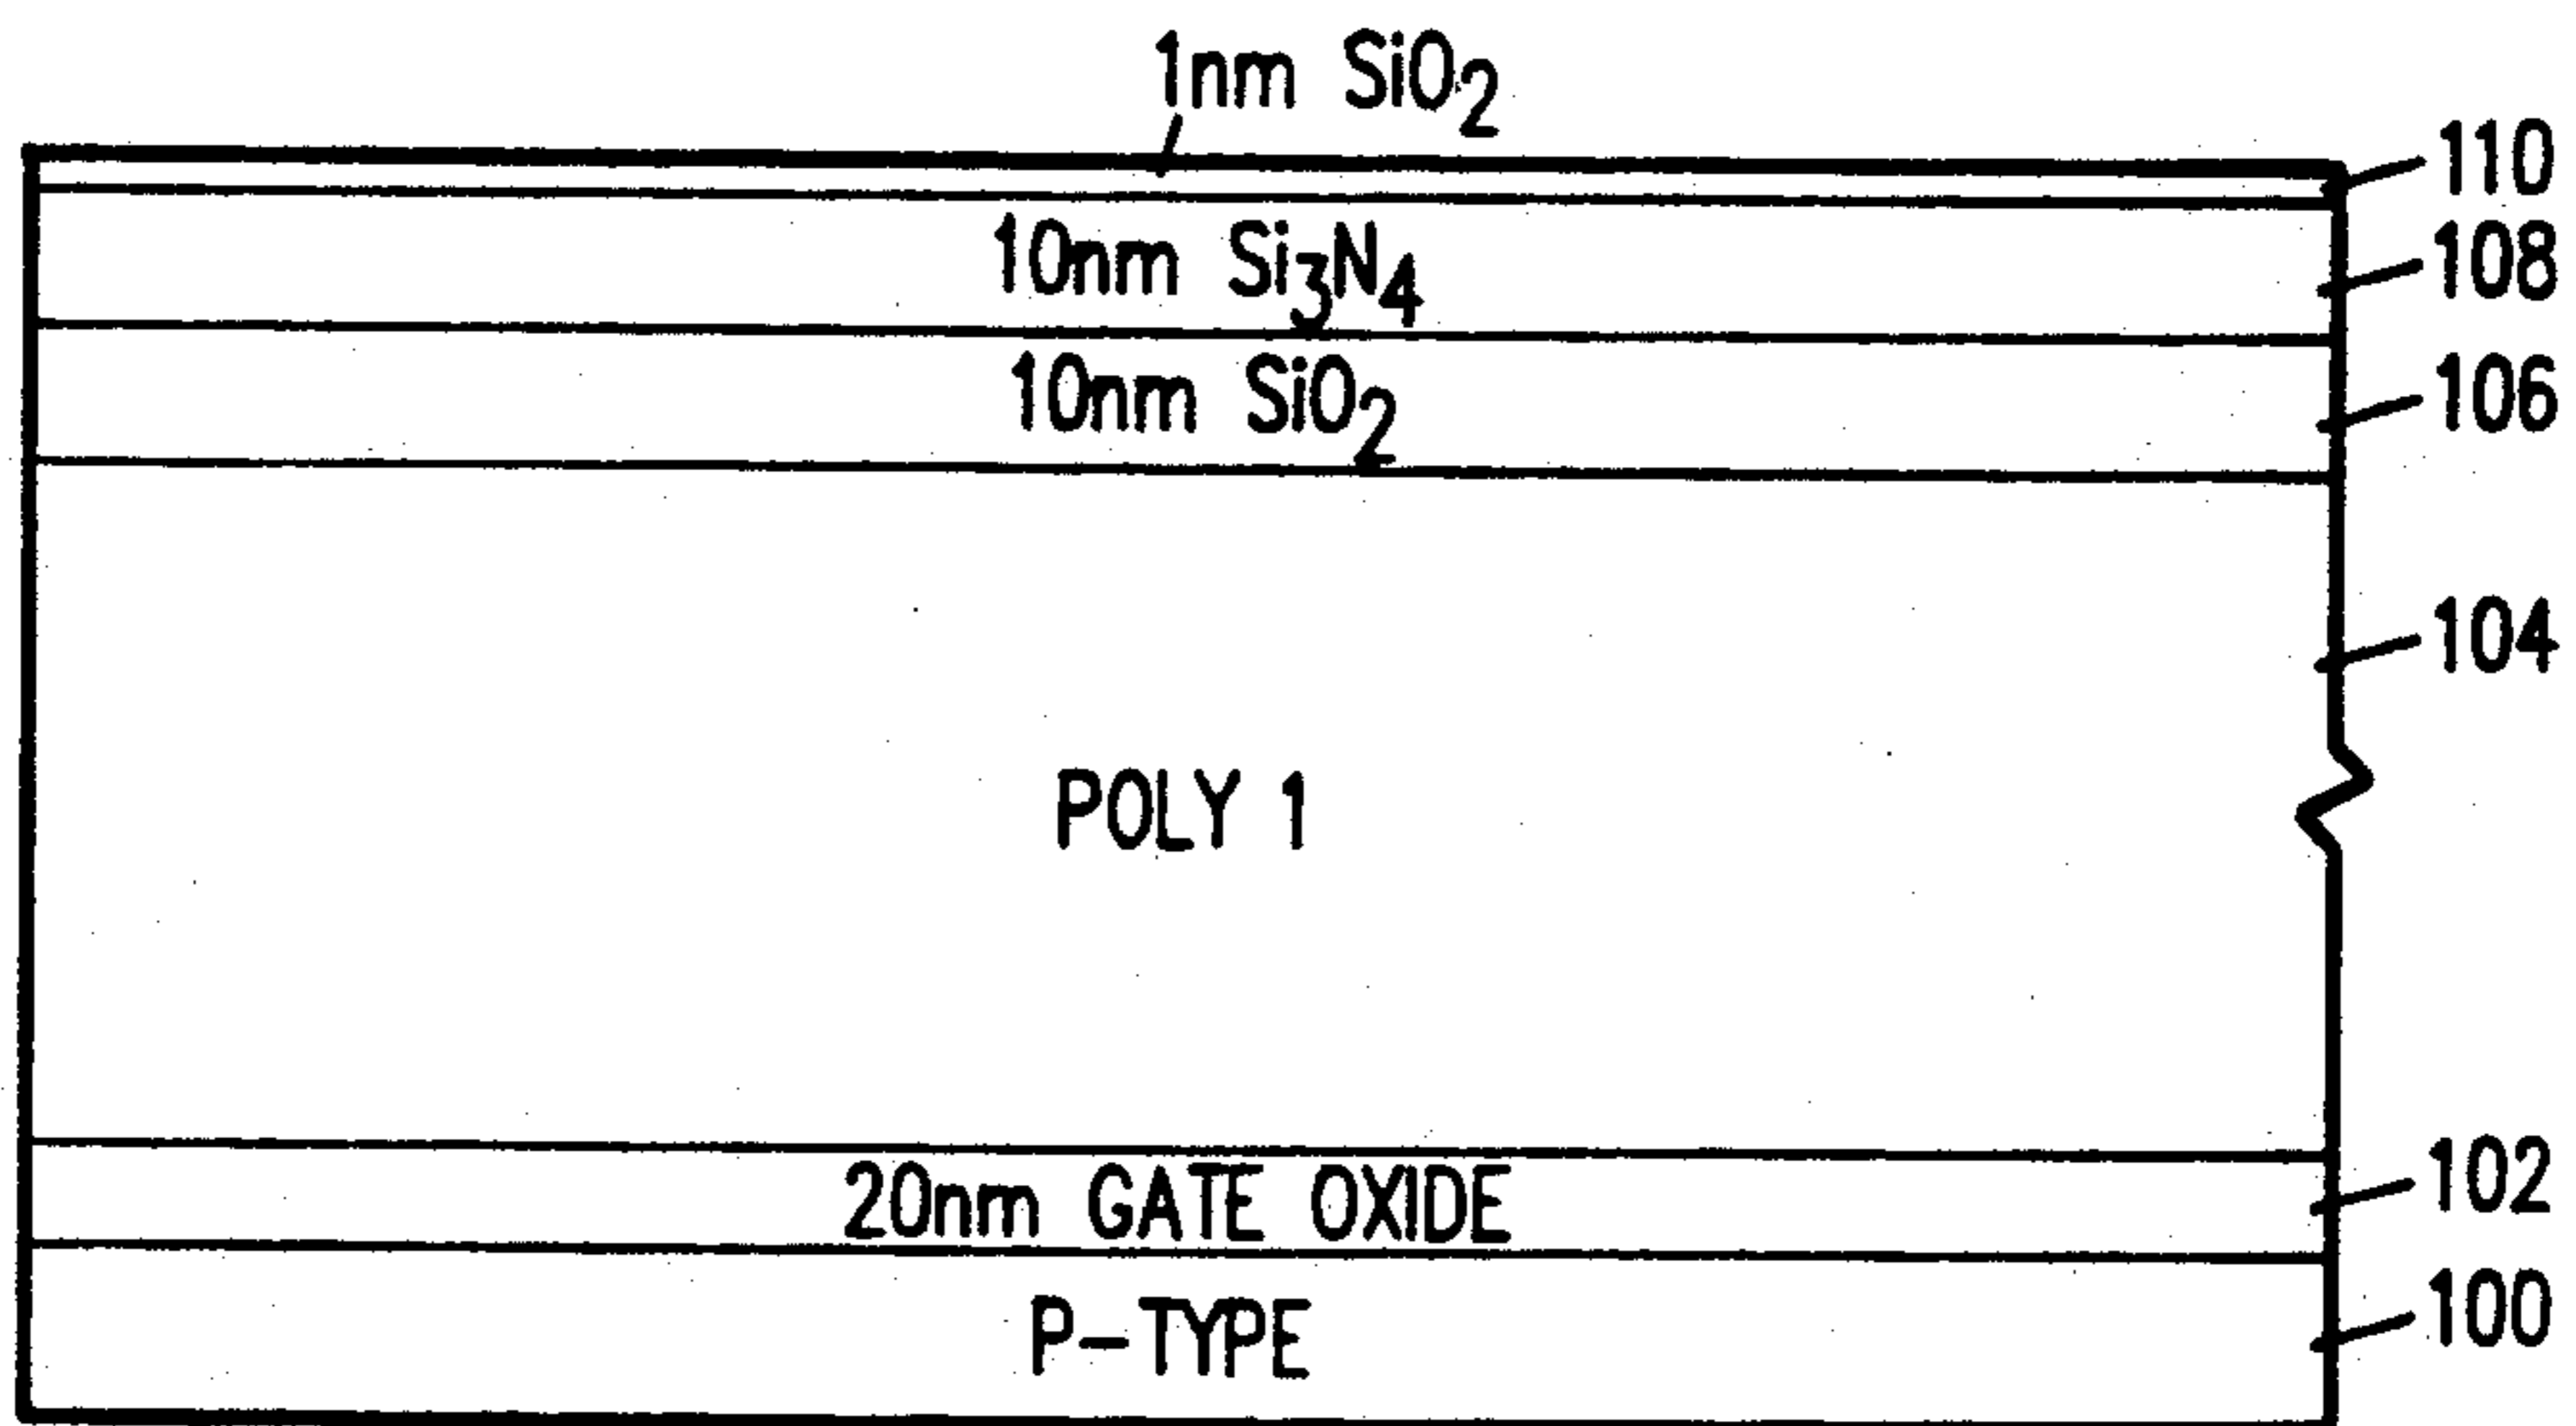 1nm SiO2
110
10nm Si3N4
108
10nm SiO2
106
104
POLY 1
20nm GATE OXIDE
102
P-TYPE
100